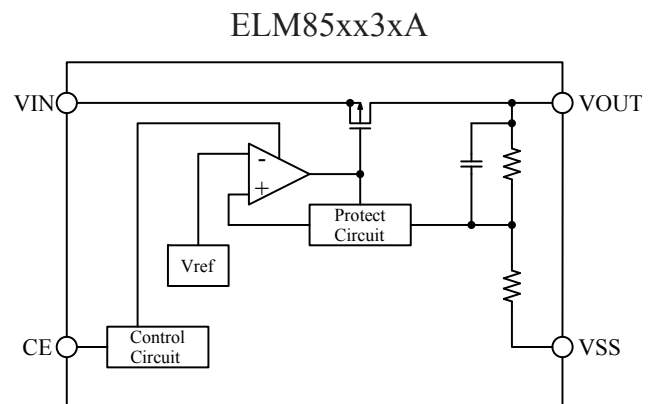 ELM85xx3xA
VIN
VOUT
-
+
Protect
Circuit
Vref
CE
Control
Circuit
VSS